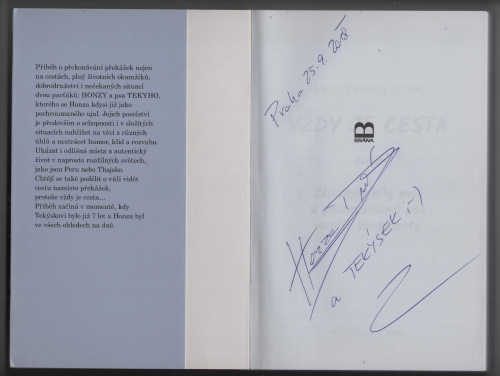 Příběh o překonávání překážek nejen
na cestách, plný životních okamžiků,
dobrodružství i nečekaných situací
dvou parťáků: HONZY a psa TEKYHO,
kterého se Honza kdysi již jako
pochroumaného ujal. Jejich poselství
je především o schopnosti i v složitých
situacích nahlížet na věci z různých
úhlů a neztrácet humor, klid a rozvahu.
Ukázat i odlišná místa a autentický
život v naprosto rozdílných světech,
jako jsou Peru nebo Thajsko.
Chtějí se také podělit o vůli vidět
cestu namísto překážek,
protože vždy je cesta...
Příběh začíná v momentě, kdy
Tekýskovi bylo již 7 let a Honza byl
ve všech ohledech na dně.
Praha 25.9.2018
B
BRÁNA
VŽDY JE CESTA
Honza
a TEKÝSEK :-)